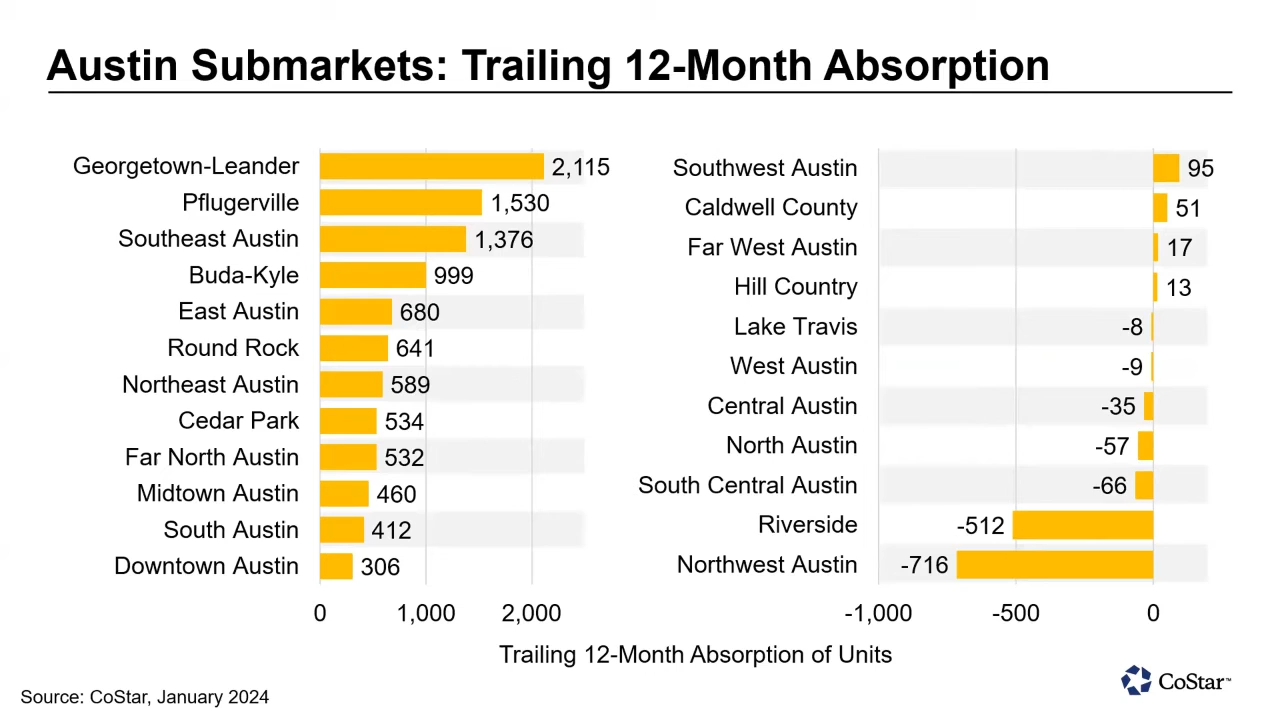 Austin Submarkets: Trailing 12-Month Absorption
Georgetown-Leander 2,115
Pflugerville 1,530
Southeast Austin 1,376
Buda-Kyle 999
East Austin 680
Round Rock 641
Northeast Austin 589
Cedar Park 534
Far North Austin 532
Midtown Austin 460
South Austin 412
Downtown Austin 306
0 1,000 2,000
Southwest Austin 95
Caldwell County 51
Far West Austin 17
Hill Country 13
Lake Travis -8
West Austin -9
Central Austin -35
North Austin -57
South Central Austin -66
Riverside -512
Northwest Austin -716
-1,000 -500 0
Trailing 12-Month Absorption of Units
Source: CoStar, January 2024
CoStar™